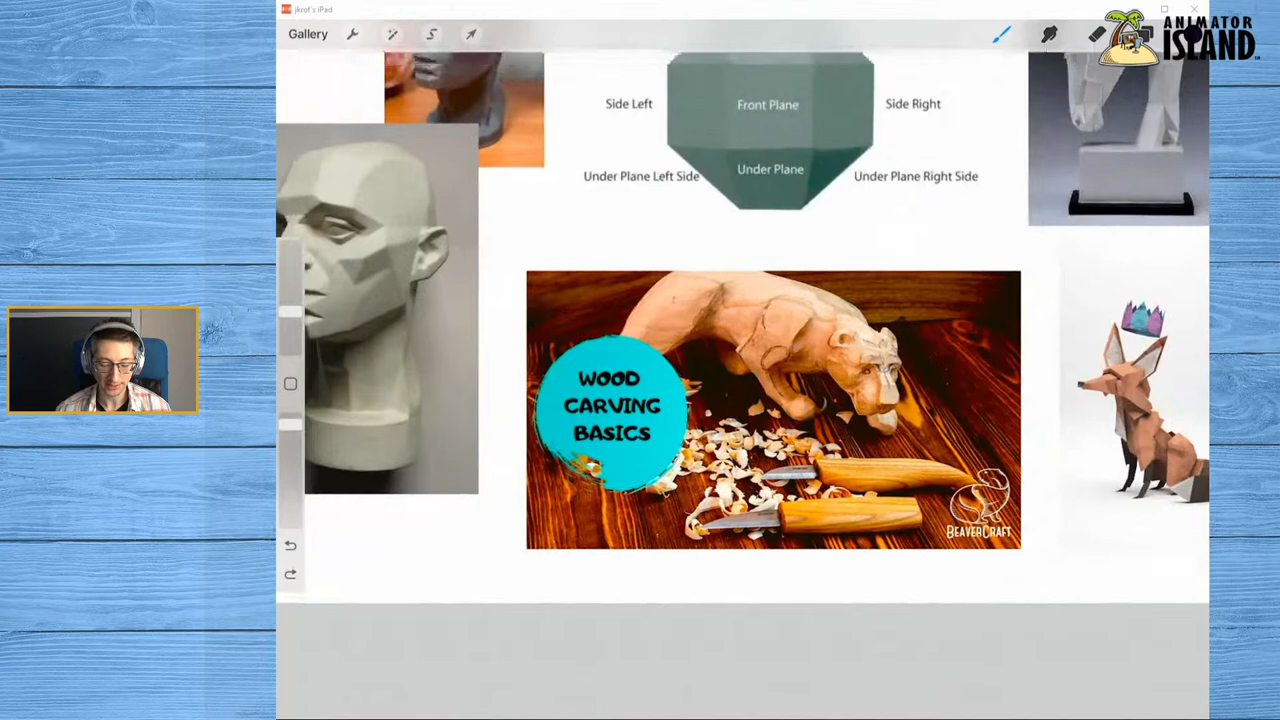 jkrof's iPad
Gallery
ANIMATOR
ISLAND
Side Left
Front Plane
Side Right
Under Plane Left Side
Under Plane
Under Plane Right Side
WOOD
CARVING
BASICS
BEAVERCRAFT